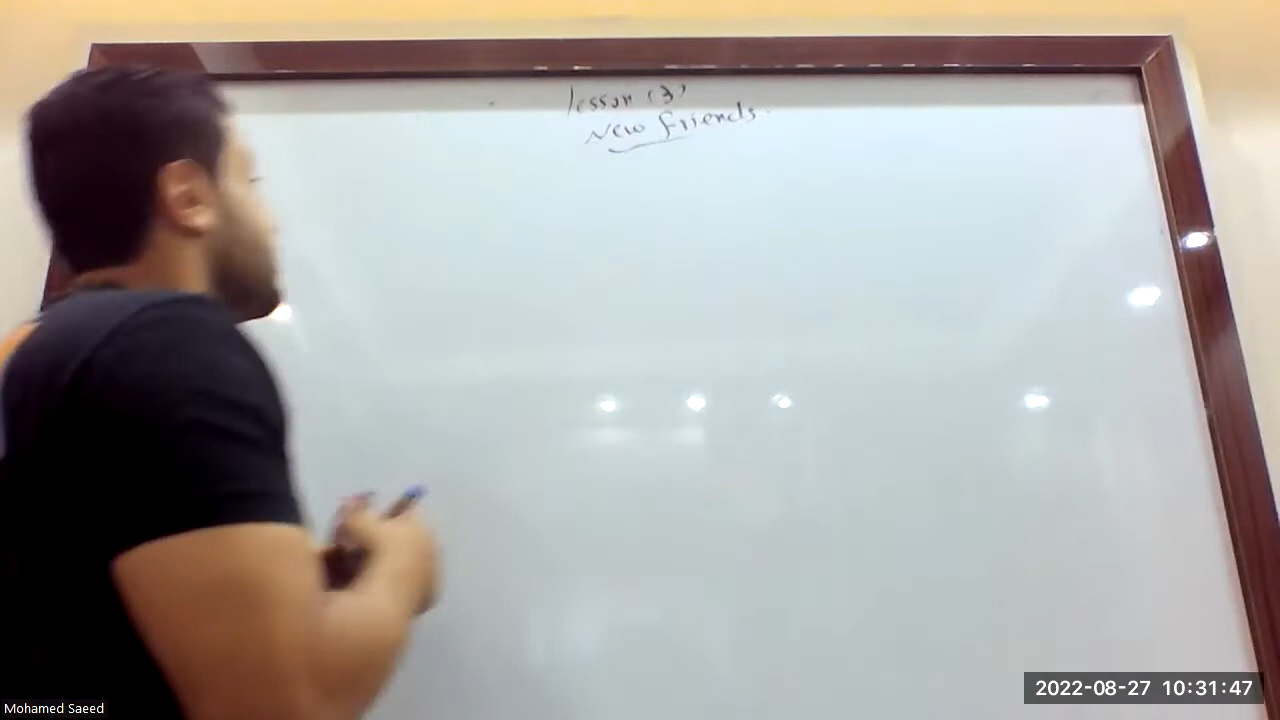 lesson (3)
New friends.
Mohamed Saeed
2022-08-27 10:31:47